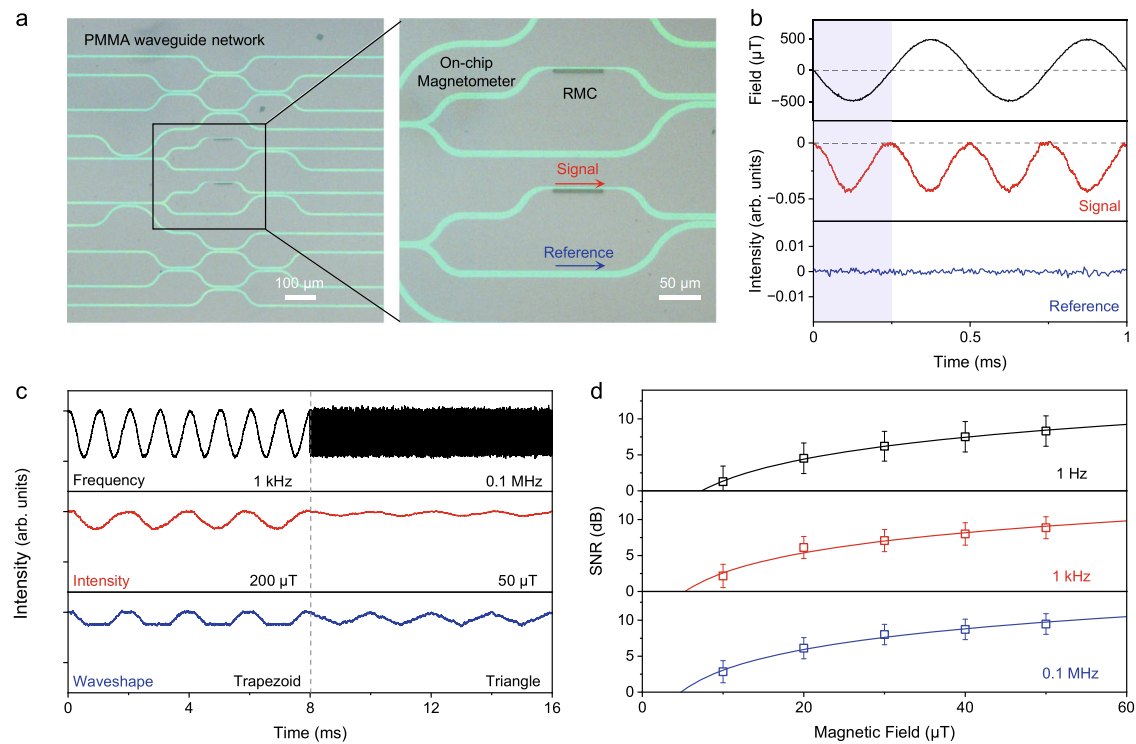 a
PMMA waveguide network
100 µm
On-chip
Magnetometer
RMC
Signal
Reference
50 µm
b
Field (µT)
500
0
−500
Intensity (arb. units)
0
−0.05
Signal
0.01
0
−0.01
Reference
0
0.5
1
Time (ms)
c
Intensity (arb. units)
Frequency
1 kHz
0.1 MHz
Intensity
200 µT
50 µT
Waveshape
Trapezoid
Triangle
0
4
8
12
16
Time (ms)
d
SNR (dB)
10
5
0
1 Hz
10
5
0
1 kHz
10
5
0
0.1 MHz
0
20
40
60
Magnetic Field (µT)